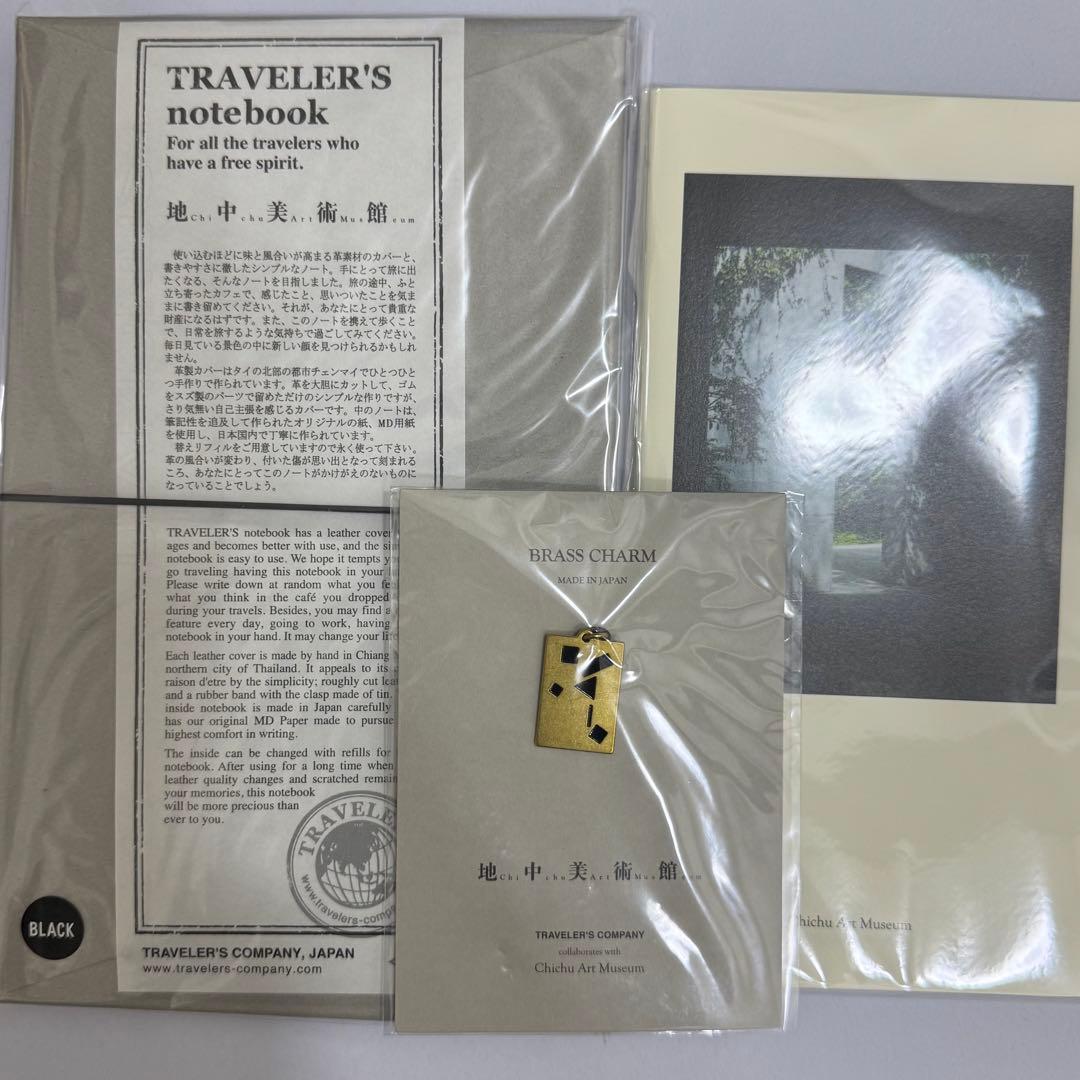 TRAVELER'S
notebook
For all the travelers who
have a free spirit.
地Chi中chu美Art術Mus館eum
使い込むほどに味と風合いが高まる革素材のカバーと、
書きやすさに徹したシンプルなノート。手にとって旅に出
たくなる、そんなノートを目指しました。旅の途中、ふと
立ち寄ったカフェで、感じたこと、思いついたことを気ま
まに書き留めてください。それが、あなたにとって貴重な
財産になるはずです。また、このノートを携えて歩くこと
で、日常を旅するような気持ちで過ごしてみてください。
毎日見ている景色の中に新しい顔を見つけられるかもしれ
ません。
革製カバーはタイの北部の都市チェンマイでひとつひと
つ手作りで作られています。革を大胆にカットして、ゴム
をスズ製のパーツで留めただけのシンプルな作りですが、
さり気無い自己主張を感じるカバーです。中のノートは、
筆記性を追及して作られたオリジナルの紙、MD用紙
を使用し、日本国内で丁寧に作られています。
替えリフィルをご用意していますので永く使って下さい。
革の風合いが変わり、付いた傷が思い出となって刻まれる
ころ、あなたにとってこのノートがかけがえのないものに
なっていることでしょう。
TRAVELER'S notebook has a leather cover
ages and becomes better with use, and the
notebook is easy to use. We hope it tempts
go traveling having this notebook in your
Please write down at random what you
what you think in the café you dropped
during your travels. Besides, you may find
feature every day, going to work, having
notebook in your hand. It may change your
Each leather cover is made by hand in Chiang
northern city of Thailand. It appeals to its
raison d'etre by the simplicity; roughly cut
and a rubber band with the clasp made of tin.
inside notebook is made in Japan carefully
has our original MD Paper made to pursue
highest comfort in writing.
The inside can be changed with refills for
notebook. After using for a long time when
leather quality changes and scratched
your memories, this notebook
will be more precious than
ever to you.
TRAVELER
www.travelers-comp
BLACK
TRAVELER'S COMPANY, JAPAN
www.travelers-company.com
BRASS CHARM
MADE IN JAPAN
地Chi中chu美Art術Mus館eum
TRAVELER'S COMPANY
collaborates with
Chichu Art Museum
Chichu Art Museum